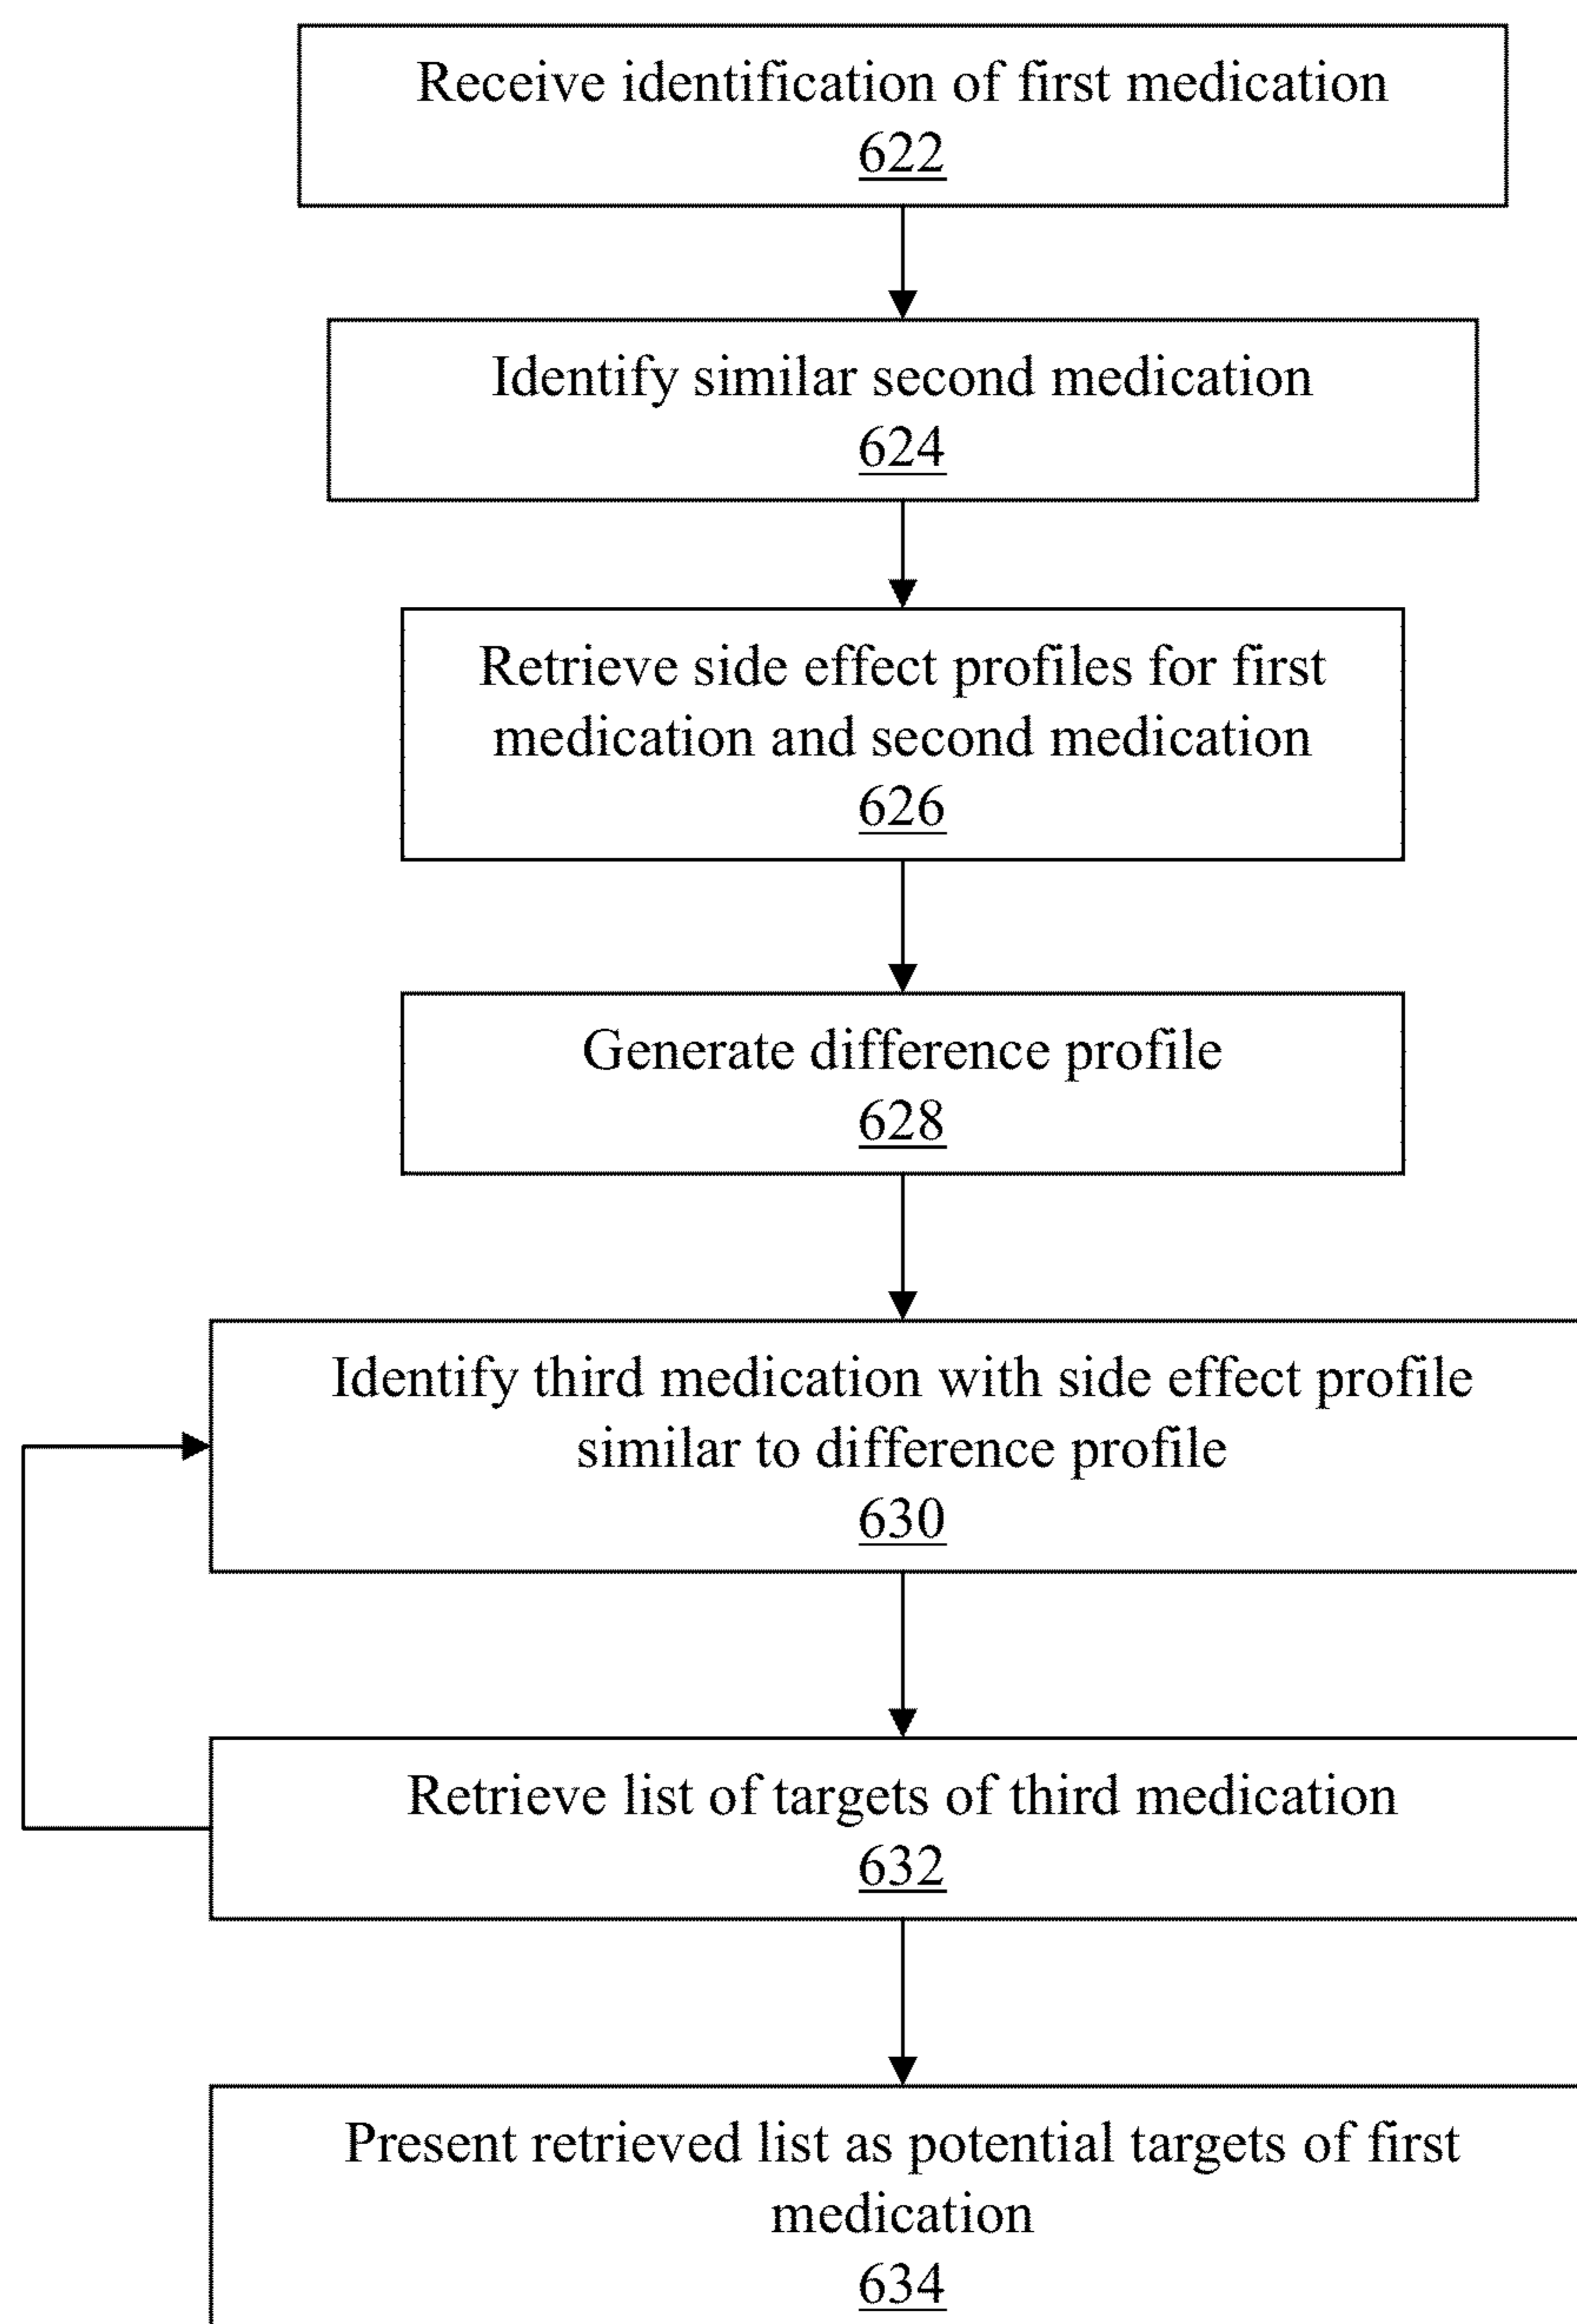 Receive identification of first medication
622
Identify similar second medication
624
Retrieve side effect profiles for first
medication and second medication
626
Generate difference profile
628
Identify third medication with side effect profile
similar to difference profile
630
Retrieve list of targets of third medication
632
Present retrieved list as potential targets of first
medication
634